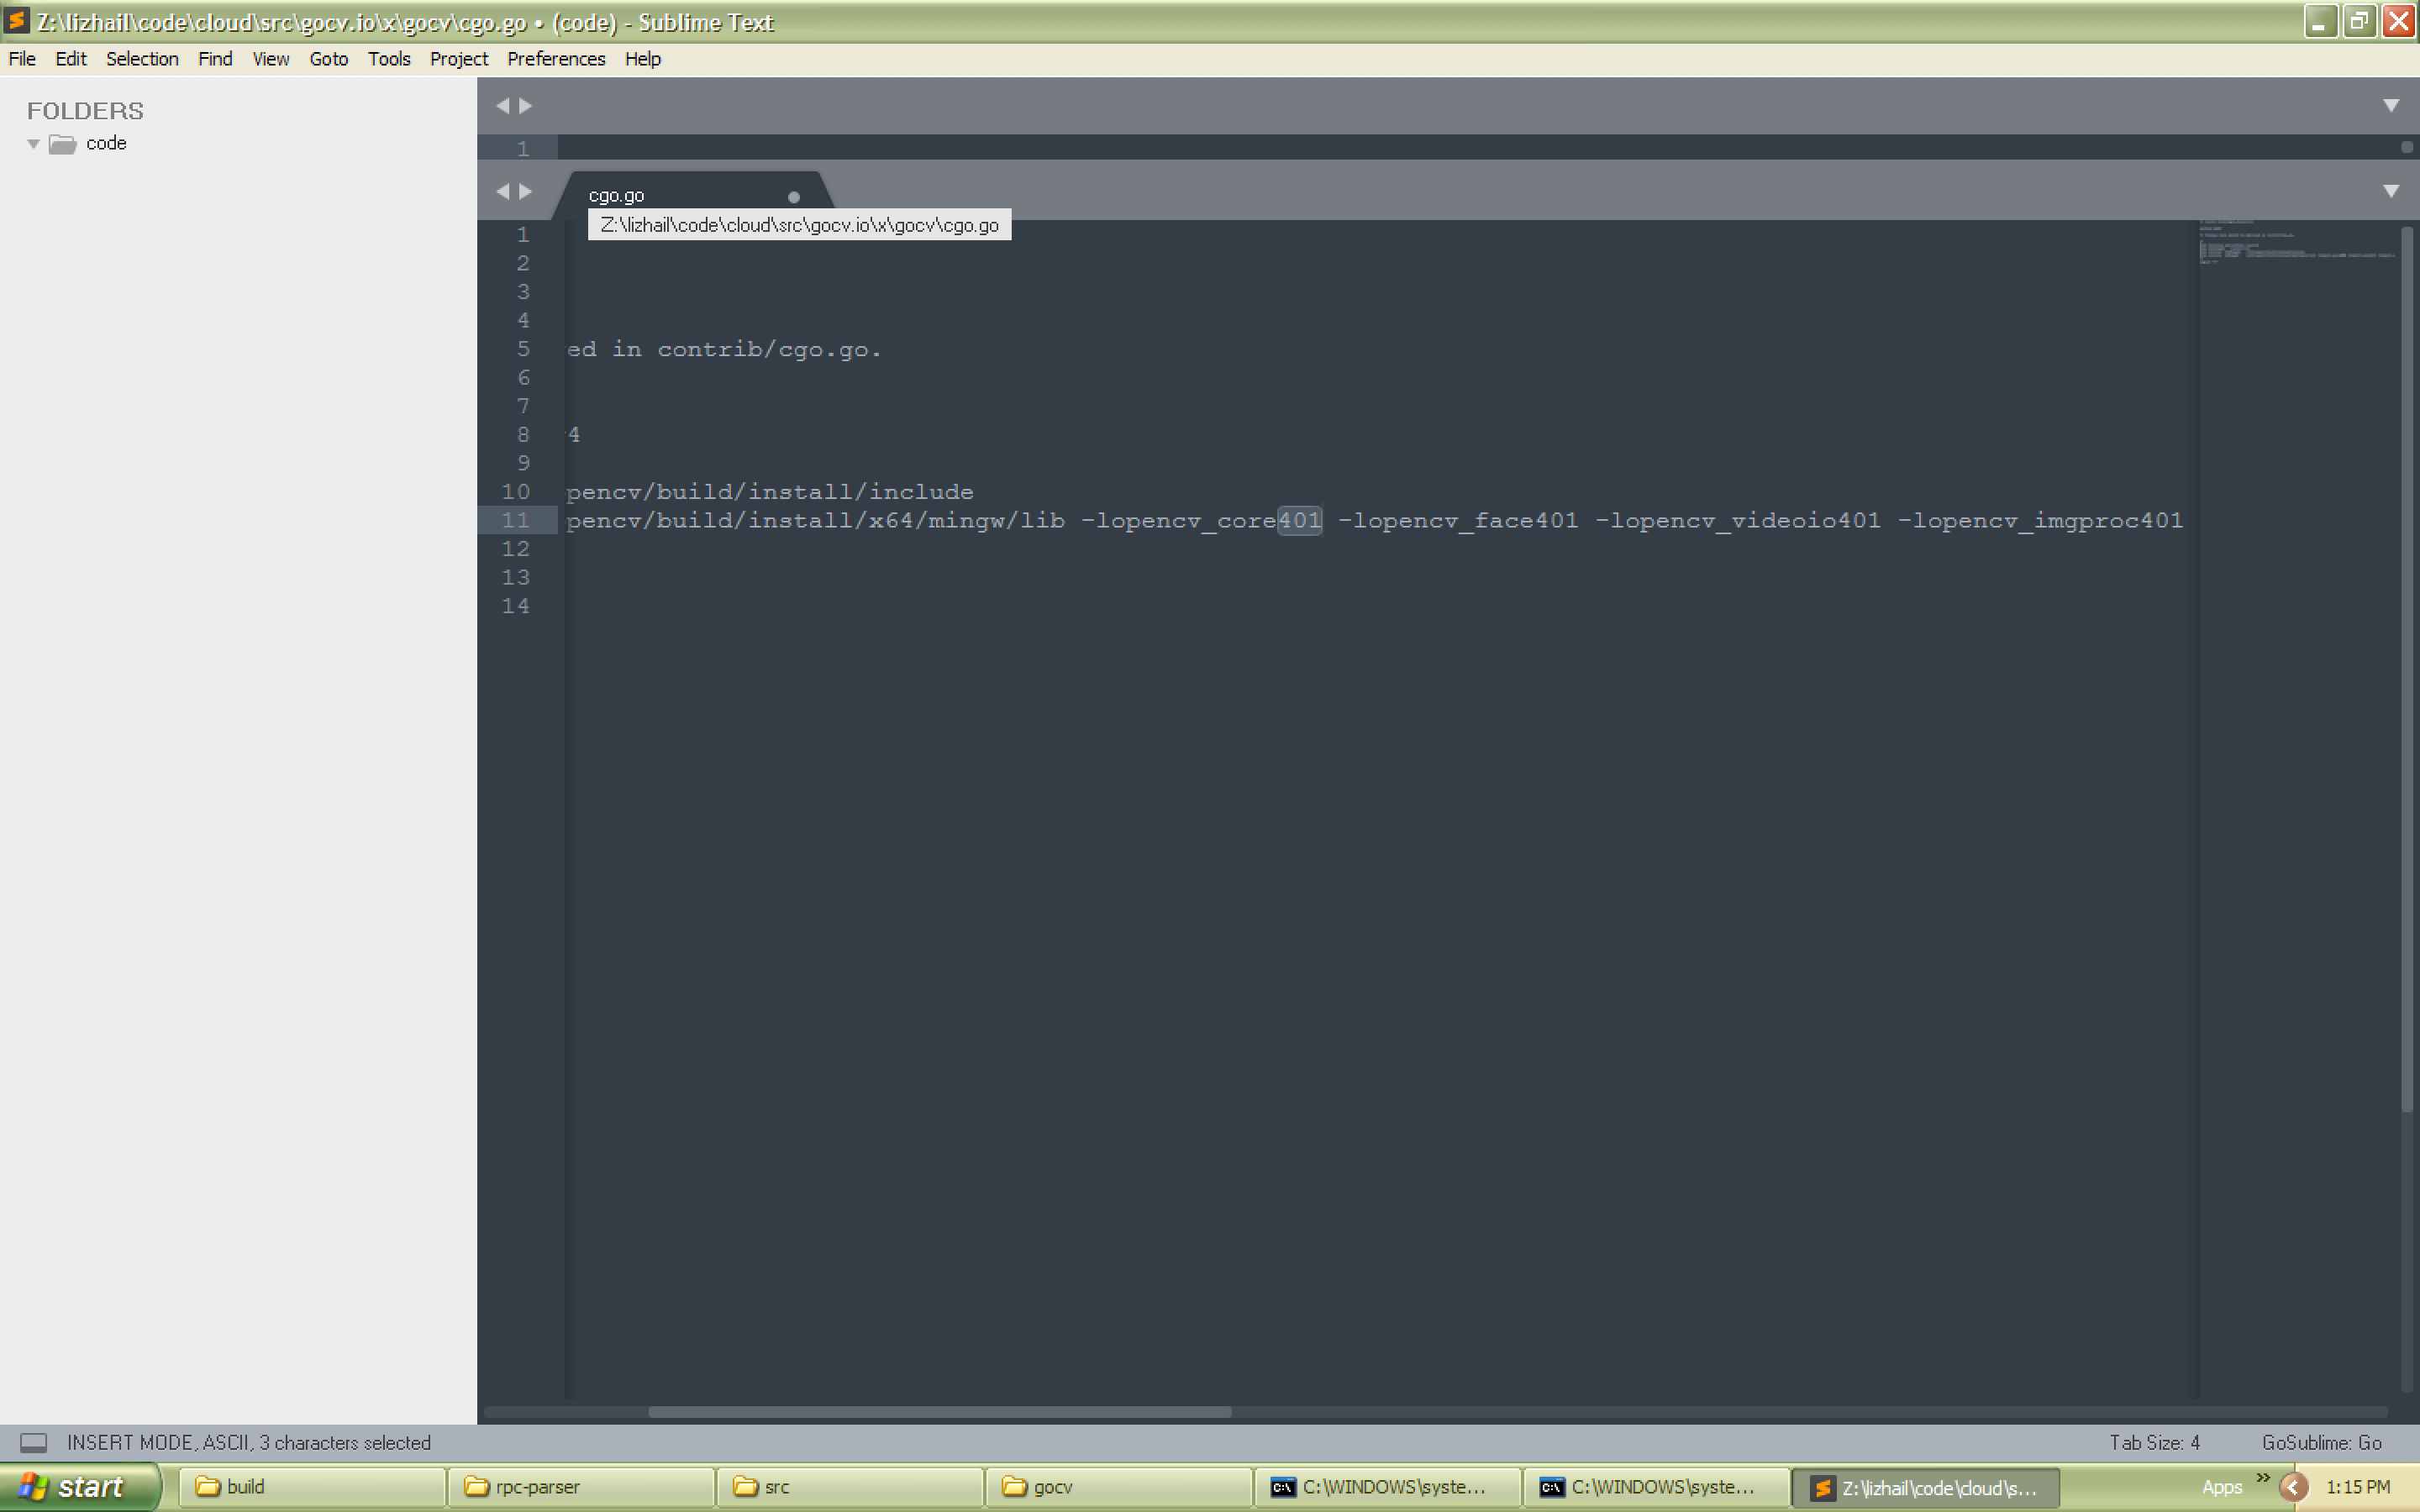 Z:\lizhail\code\cloud\src\gocv.io\x\gocv\cgo.go • (code) - Sublime Text
File Edit Selection Find View Goto Tools Project Preferences Help
FOLDERS
code
1
cgo.go
Z:\lizhail\code\cloud\src\gocv.io\x\gocv\cgo.go
1
2
3
4
5 ed in contrib/cgo.go.
6
7
8 4
9
10 pencv/build/install/include
11 pencv/build/install/x64/mingw/lib -lopencv_core401 -lopencv_face401 -lopencv_videoio401 -lopencv_imgproc401
12
13
14
INSERT MODE, ASCII, 3 characters selected Tab Size: 4 GoSublime: Go
start build rpc-parser src gocv C:\WINDOWS\syste... C:\WINDOWS\syste... Z:\lizhail\code\cloud\s... Apps » 1:15 PM